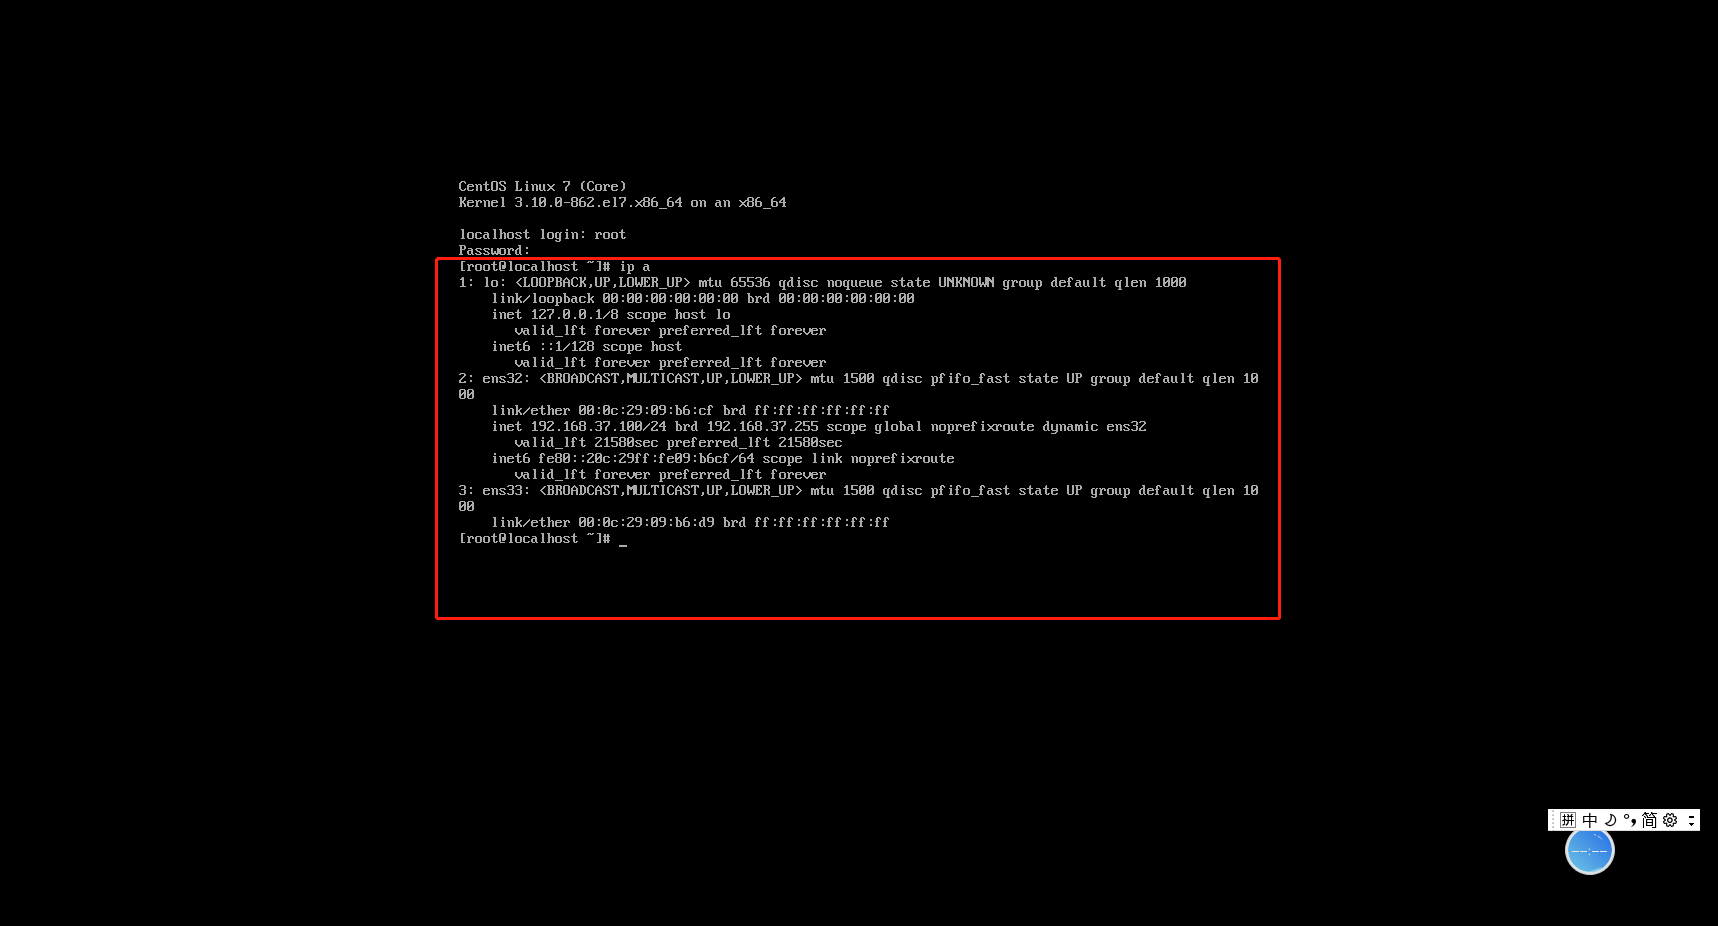 CentOS Linux 7 (Core)
Kernel 3.10.0-862.el7.x86_64 on an x86_64
localhost login: root
Password:
[root@localhost ~]# ip a
1: lo: <LOOPBACK,UP,LOWER_UP> mtu 65536 qdisc noqueue state UNKNOWN group default qlen 1000
    link/loopback 00:00:00:00:00:00 brd 00:00:00:00:00:00
    inet 127.0.0.1/8 scope host lo
       valid_lft forever preferred_lft forever
    inet6 ::1/128 scope host
       valid_lft forever preferred_lft forever
2: ens32: <BROADCAST,MULTICAST,UP,LOWER_UP> mtu 1500 qdisc pfifo_fast state UP group default qlen 10
00
    link/ether 00:0c:29:09:b6:cf brd ff:ff:ff:ff:ff:ff
    inet 192.168.37.100/24 brd 192.168.37.255 scope global noprefixroute dynamic ens32
       valid_lft 21580sec preferred_lft 21580sec
    inet6 fe80::20c:29ff:fe09:b6cf/64 scope link noprefixroute
       valid_lft forever preferred_lft forever
3: ens33: <BROADCAST,MULTICAST,UP,LOWER_UP> mtu 1500 qdisc pfifo_fast state UP group default qlen 10
00
    link/ether 00:0c:29:09:b6:d9 brd ff:ff:ff:ff:ff:ff
[root@localhost ~]# _
拼 中 °, 简
--:--